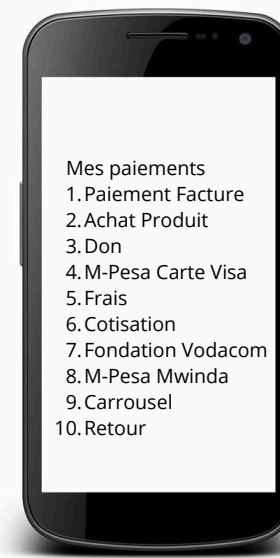 Mes paiements
1. Paiement Facture
2. Achat Produit
3. Don
4. M-Pesa Carte Visa
5. Frais
6. Cotisation
7. Fondation Vodacom
8. M-Pesa Mwinda
9. Carrousel
10. Retour